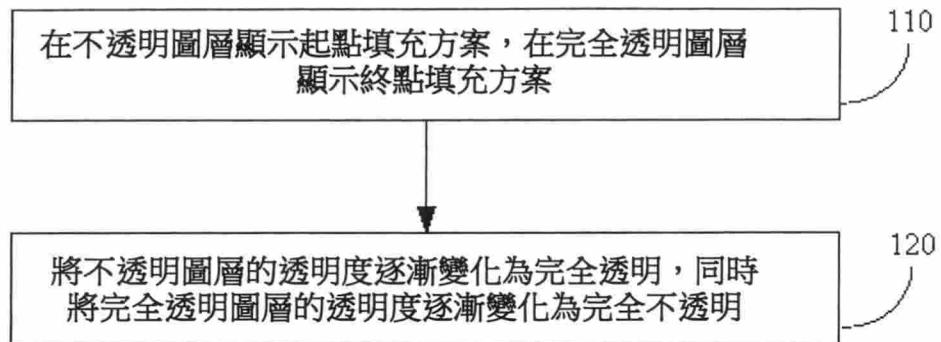 110
在不透明圖層顯示起點填充方案，在完全透明圖層
顯示終點填充方案
120
將不透明圖層的透明度逐漸變化為完全透明，同時
將完全透明圖層的透明度逐漸變化為完全不透明